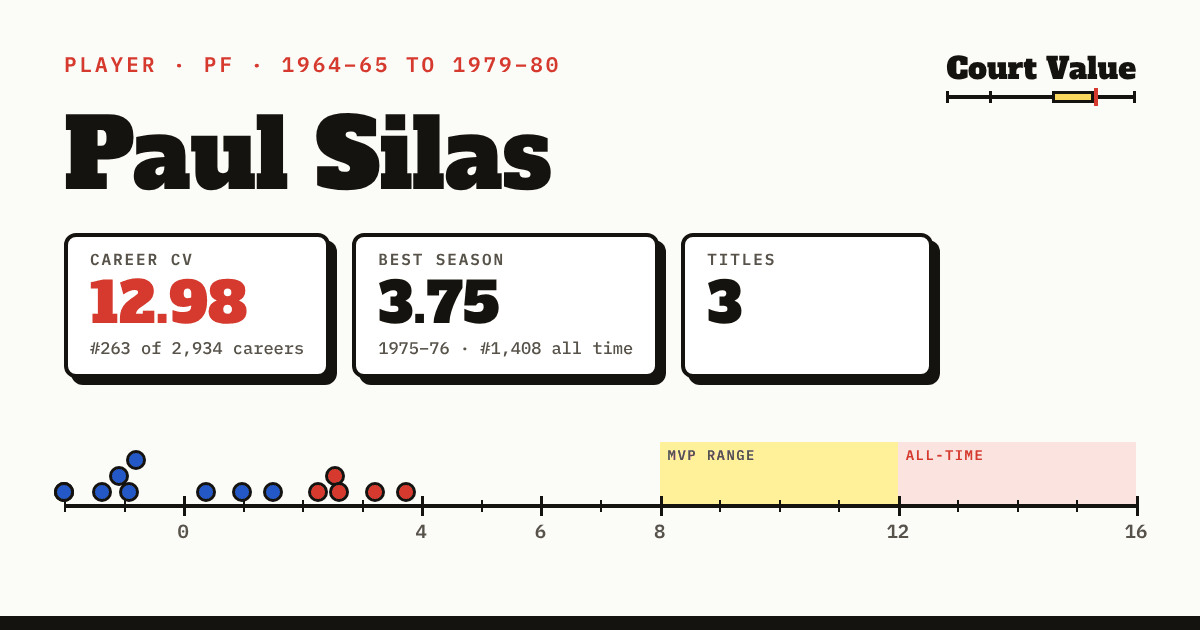 PLAYER · PF · 1964–65 TO 1979–80
Court Value
Paul Silas
CAREER CV
12.98
#263 of 2,934 careers
BEST SEASON
3.75
1975–76 · #1,408 all time
TITLES
3
MVP RANGE
ALL-TIME
0 4 6 8 12 16